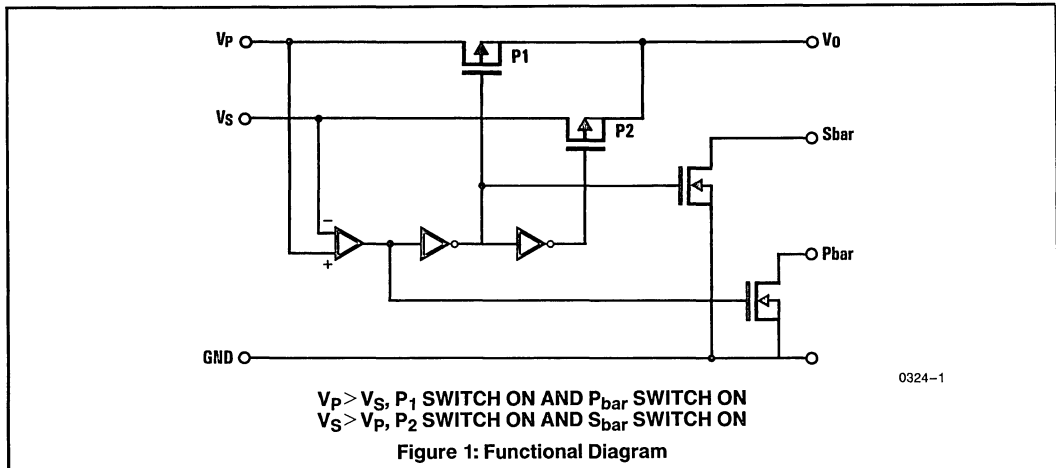 VP
P1
VO
VS
P2
Sbar
−
+
Pbar
GND
0324–1
VP > VS, P1 SWITCH ON AND Pbar SWITCH ON
VS > VP, P2 SWITCH ON AND Sbar SWITCH ON
Figure 1: Functional Diagram